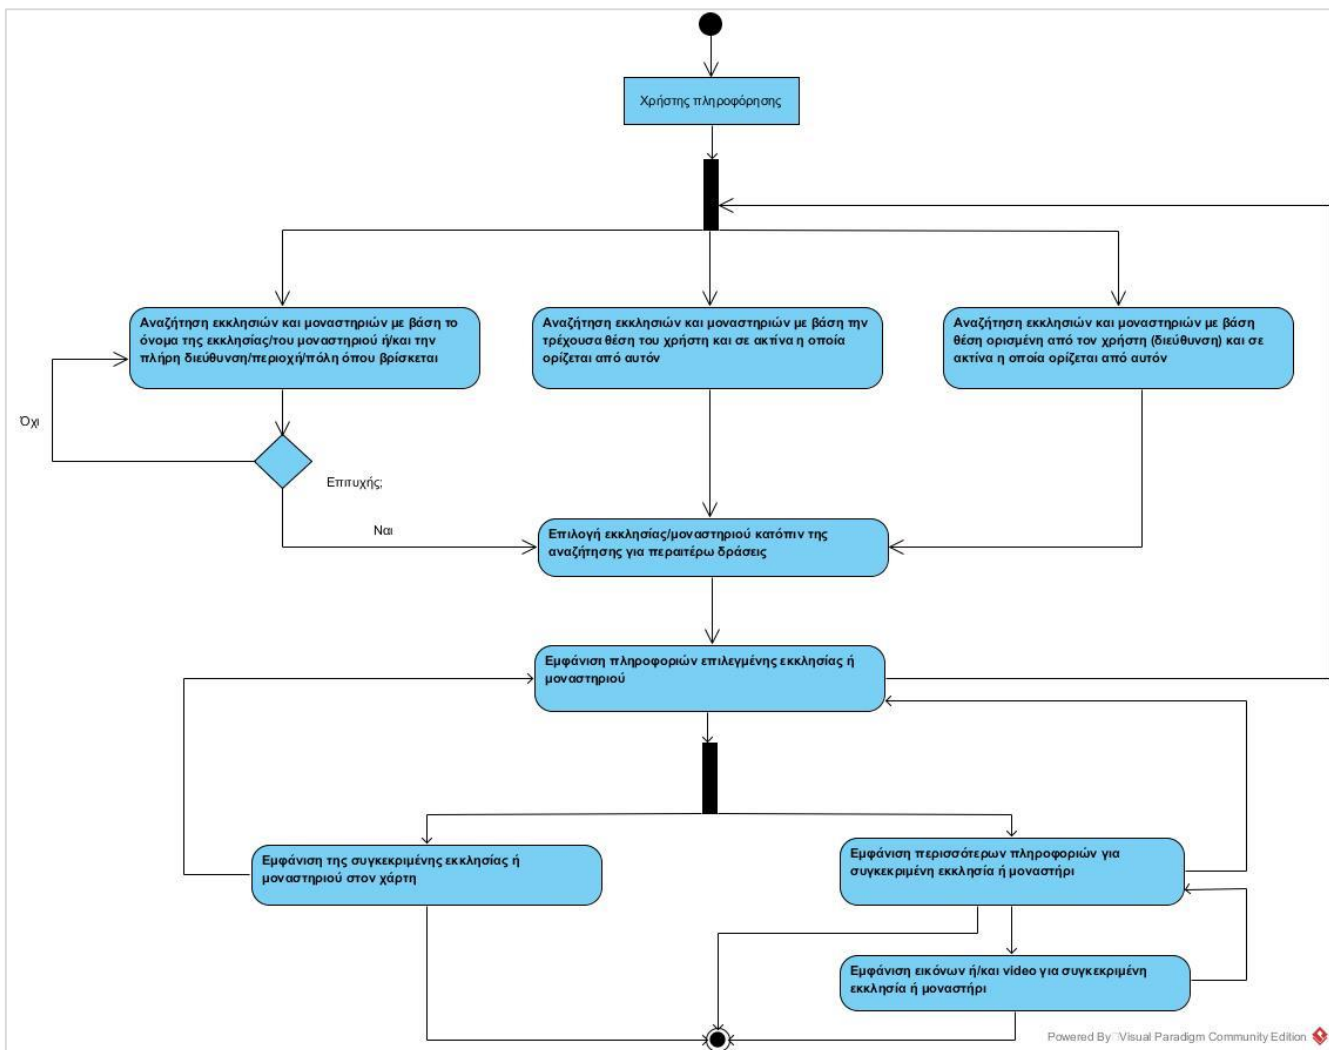 Χρήστης πληροφόρησης
Αναζήτηση εκκλησιών και μοναστηριών με βάση το
όνομα της εκκλησίας/του μοναστηριού ή/και την
πλήρη διεύθυνση/περιοχή/πόλη όπου βρίσκεται
Αναζήτηση εκκλησιών και μοναστηριών με βάση την
τρέχουσα θέση του χρήστη και σε ακτίνα η οποία
ορίζεται από αυτόν
Αναζήτηση εκκλησιών και μοναστηριών με βάση
θέση ορισμένη από τον χρήστη (διεύθυνση) και σε
ακτίνα η οποία ορίζεται από αυτόν
Όχι
Επιτυχής;
Ναι
Επιλογή εκκλησίας/μοναστηριού κατόπιν της
αναζήτησης για περαιτέρω δράσεις
Εμφάνιση πληροφοριών επιλεγμένης εκκλησίας ή
μοναστηριού
Εμφάνιση της συγκεκριμένης εκκλησίας ή
μοναστηριού στον χάρτη
Εμφάνιση περισσότερων πληροφοριών για
συγκεκριμένη εκκλησία ή μοναστήρι
Εμφάνιση εικόνων ή/και video για συγκεκριμένη
εκκλησία ή μοναστήρι
Powered By Visual Paradigm Community Edition